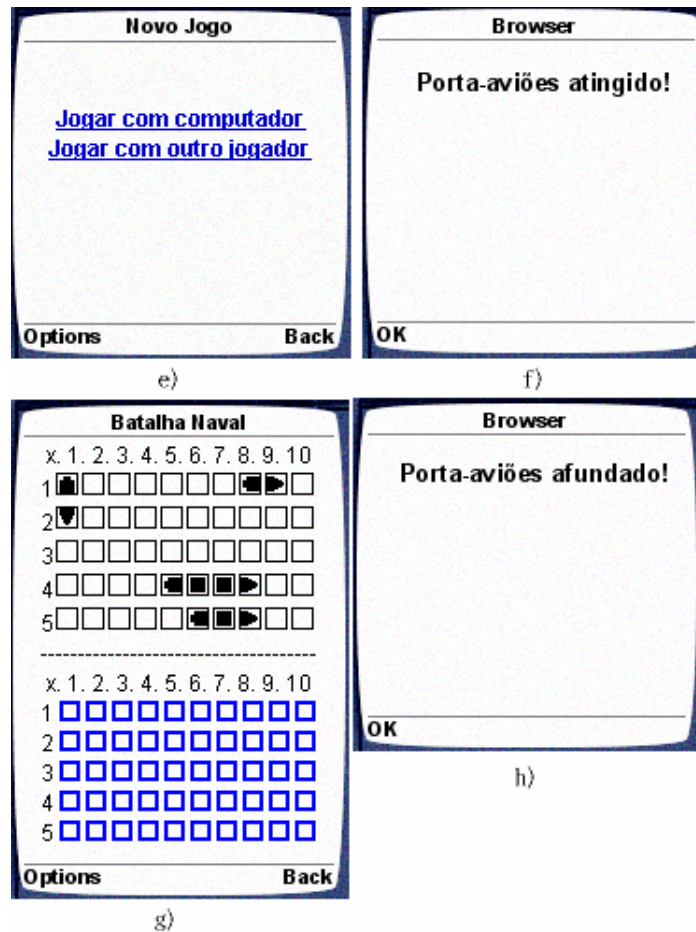 Novo Jogo
Jogar com computador
Jogar com outro jogador
Options Back
e)
Browser
Porta-aviões atingido!
OK
f)
Batalha Naval
x. 1. 2. 3. 4. 5. 6. 7. 8. 9. 10
1
2
3
4
5
x. 1. 2. 3. 4. 5. 6. 7. 8. 9. 10
1
2
3
4
5
Options Back
g)
Browser
Porta-aviões afundado!
OK
h)